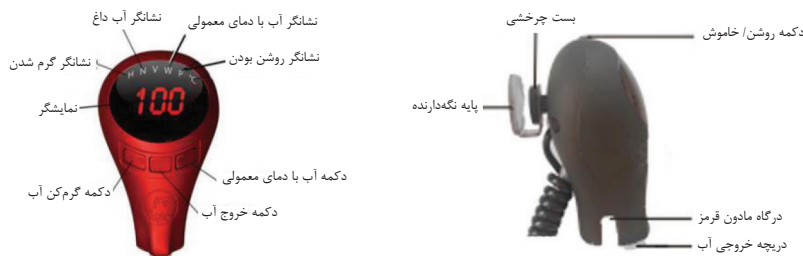 نشانگر آب داغ
نشانگر آب با دمای معمولی
نشانگر روشن بودن
نشانگر گرم شدن
نمایشگر
H N V W P °C
100
دکمه آب با دمای معمولی
دکمه گرم‌کن آب
دکمه خروج آب
بست چرخشی
دکمه روشن/ خاموش
پایه نگه‌دارنده
درگاه مادون قرمز
دریچه خروجی آب